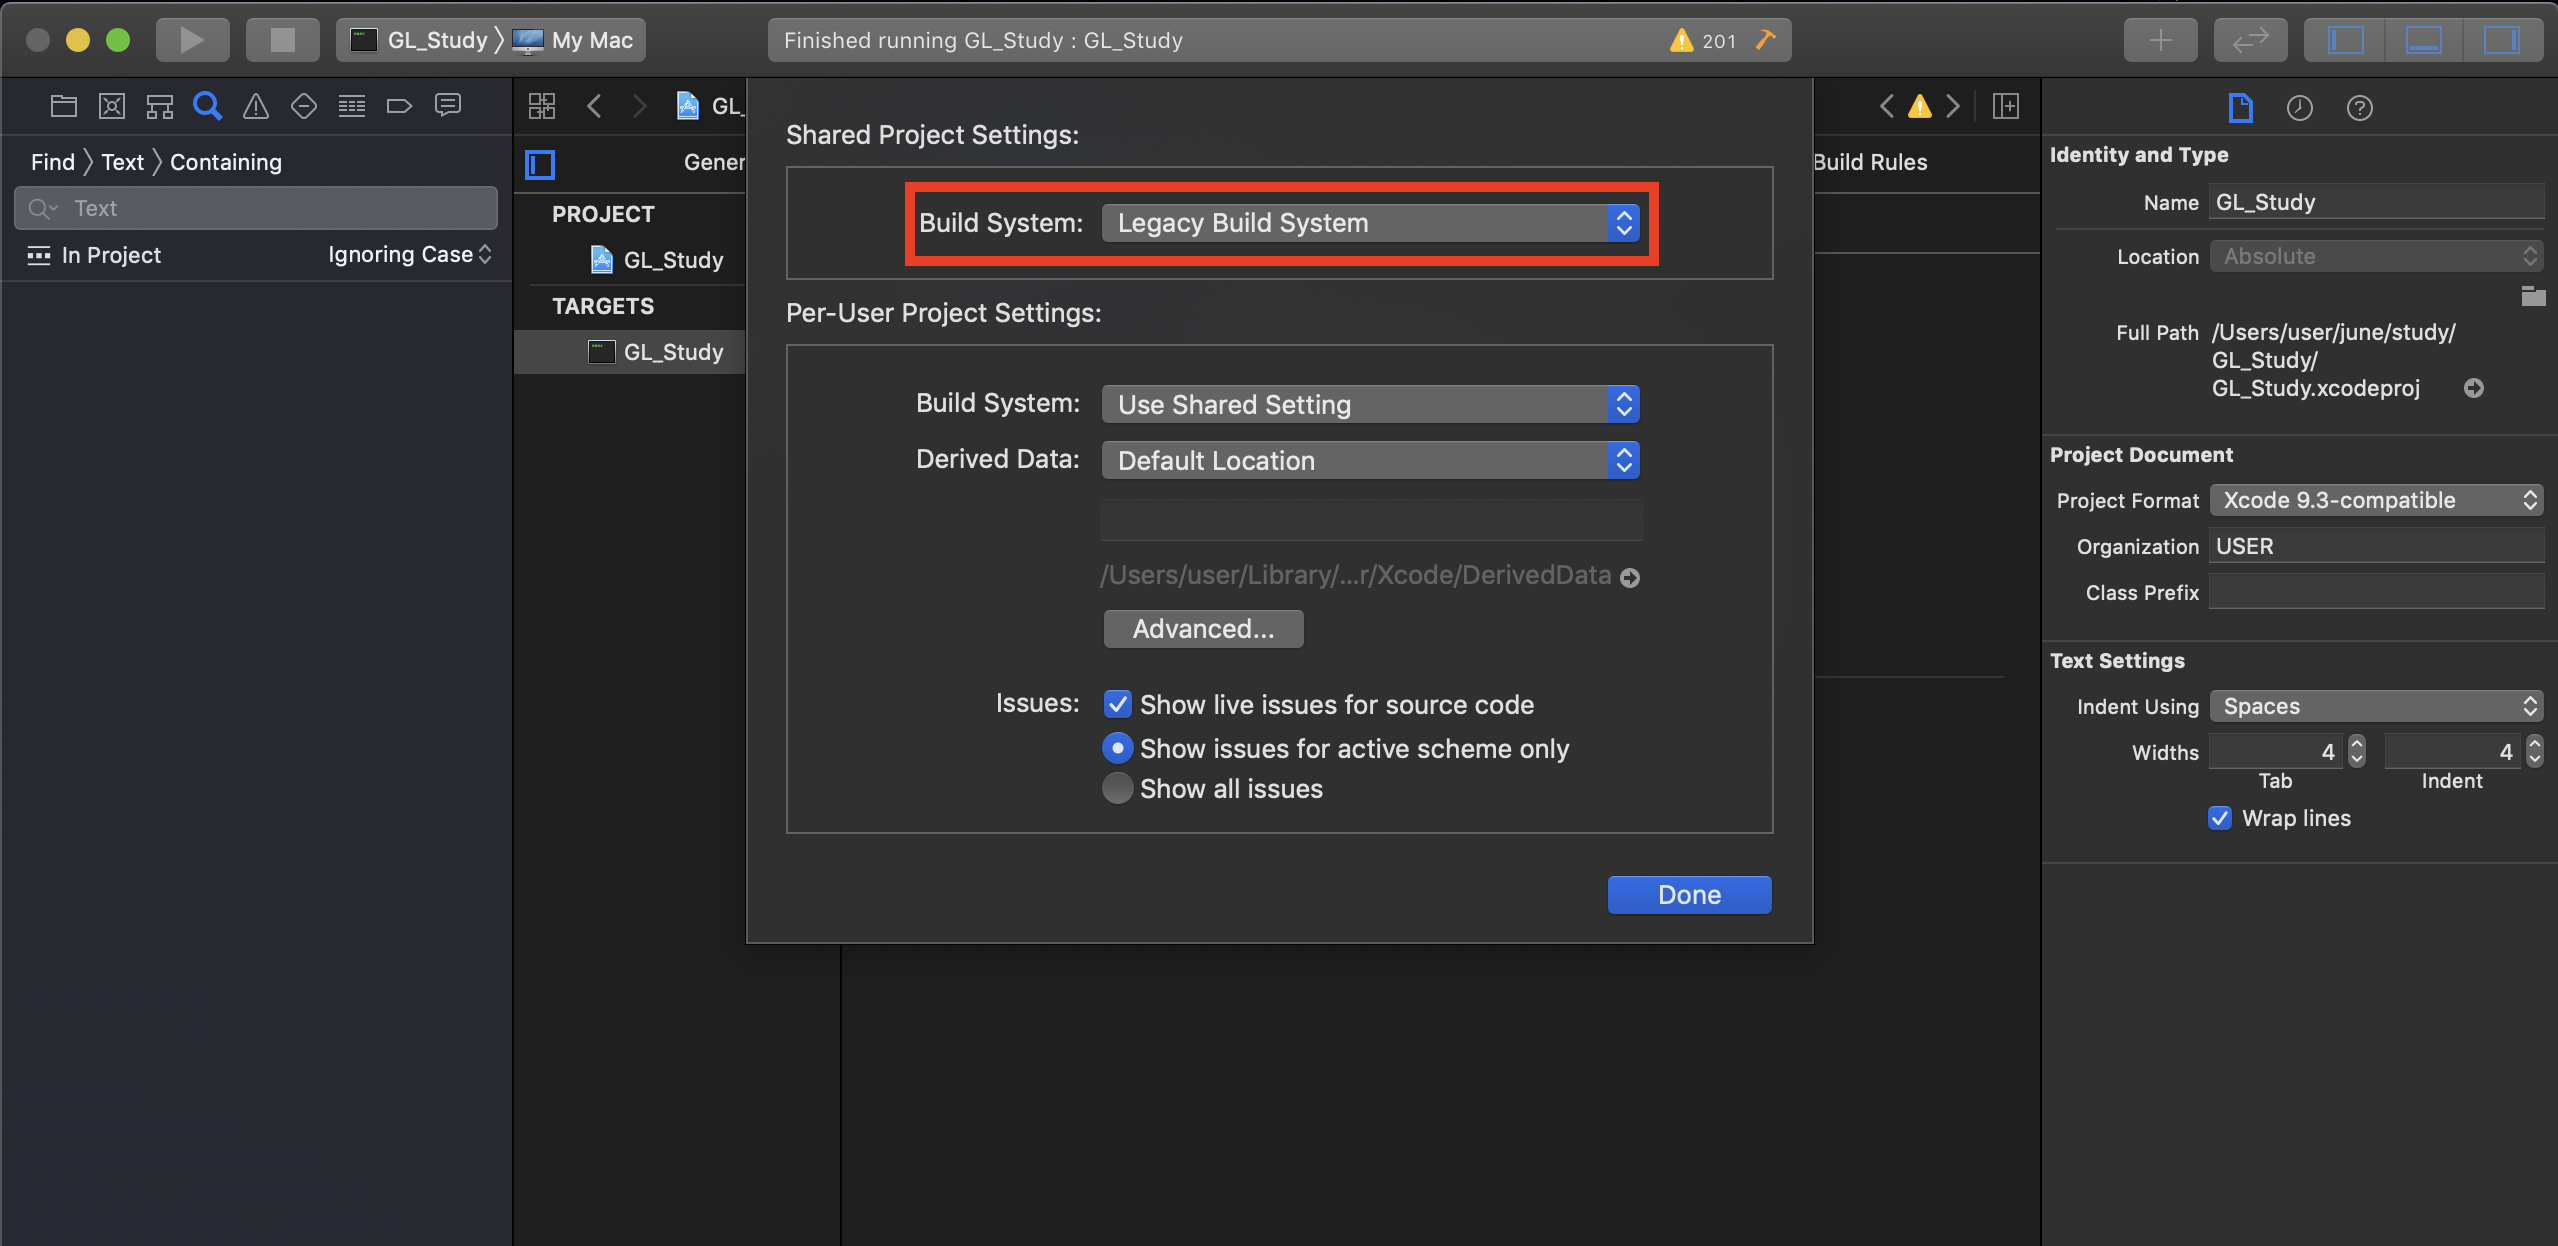 GL_Study 〉 My Mac
Finished running GL_Study : GL_Study
201
Find 〉 Text 〉 Containing
Text
In Project
Ignoring Case
GL_
Gener
PROJECT
GL_Study
TARGETS
GL_Study
Shared Project Settings:
Build System: Legacy Build System
Per-User Project Settings:
Build System: Use Shared Setting
Derived Data: Default Location
/Users/user/Library/...r/Xcode/DerivedData
Advanced...
Issues: Show live issues for source code
Show issues for active scheme only
Show all issues
Done
Build Rules
Identity and Type
Name GL_Study
Location Absolute
Full Path /Users/user/june/study/
GL_Study/
GL_Study.xcodeproj
Project Document
Project Format Xcode 9.3-compatible
Organization USER
Class Prefix
Text Settings
Indent Using Spaces
Widths 4 4
Tab Indent
Wrap lines